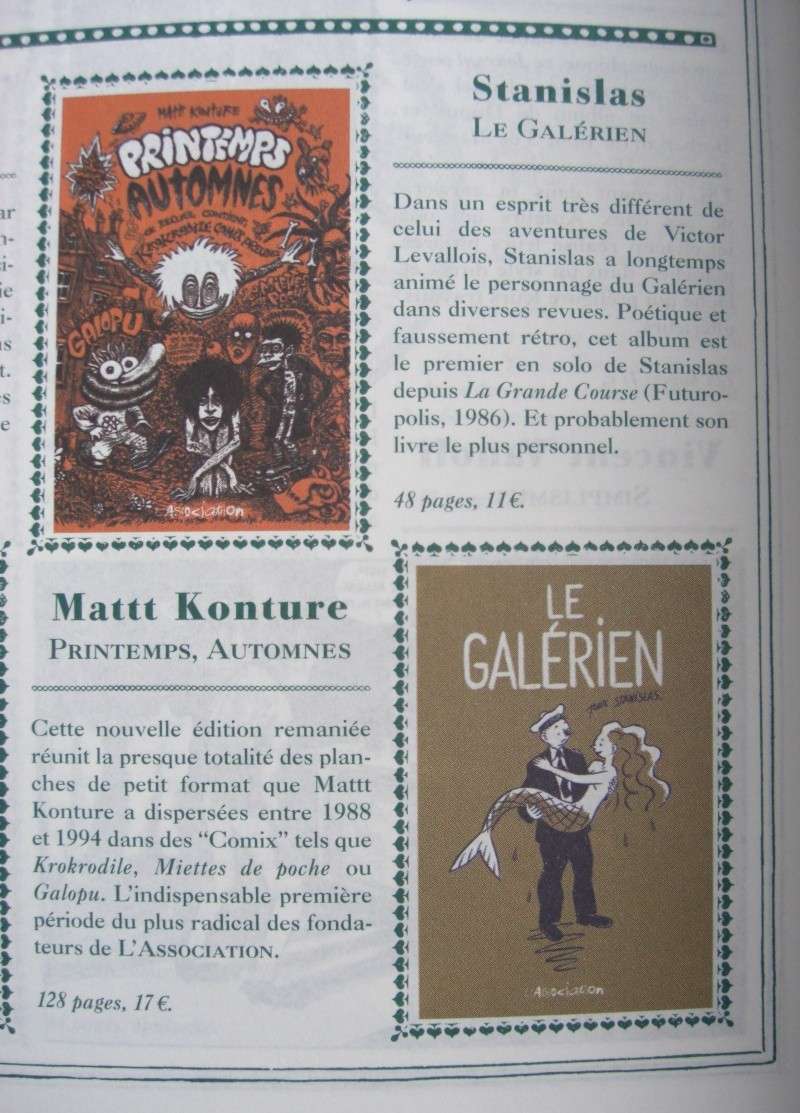 MATT KONTURE
PRINTEMPS
AUTOMNES
GALOPU
L'Association
Mattt Konture
PRINTEMPS, AUTOMNES
Cette nouvelle édition remaniée
réunit la presque totalité des plan-
ches de petit format que Mattt
Konture a dispersées entre 1988
et 1994 dans des “Comix” tels que
Krokrodile, Miettes de poche ou
Galopu. L’indispensable première
période du plus radical des fonda-
teurs de L’ASSOCIATION.
128 pages, 17 €.
Stanislas
LE GALÉRIEN
Dans un esprit très différent de
celui des aventures de Victor
Levallois, Stanislas a longtemps
animé le personnage du Galérien
dans diverses revues. Poétique et
faussement rétro, cet album est
le premier en solo de Stanislas
depuis La Grande Course (Futuro-
polis, 1986). Et probablement son
livre le plus personnel.
48 pages, 11 €.
LE
GALÉRIEN
PAR STANISLAS.
L'Association